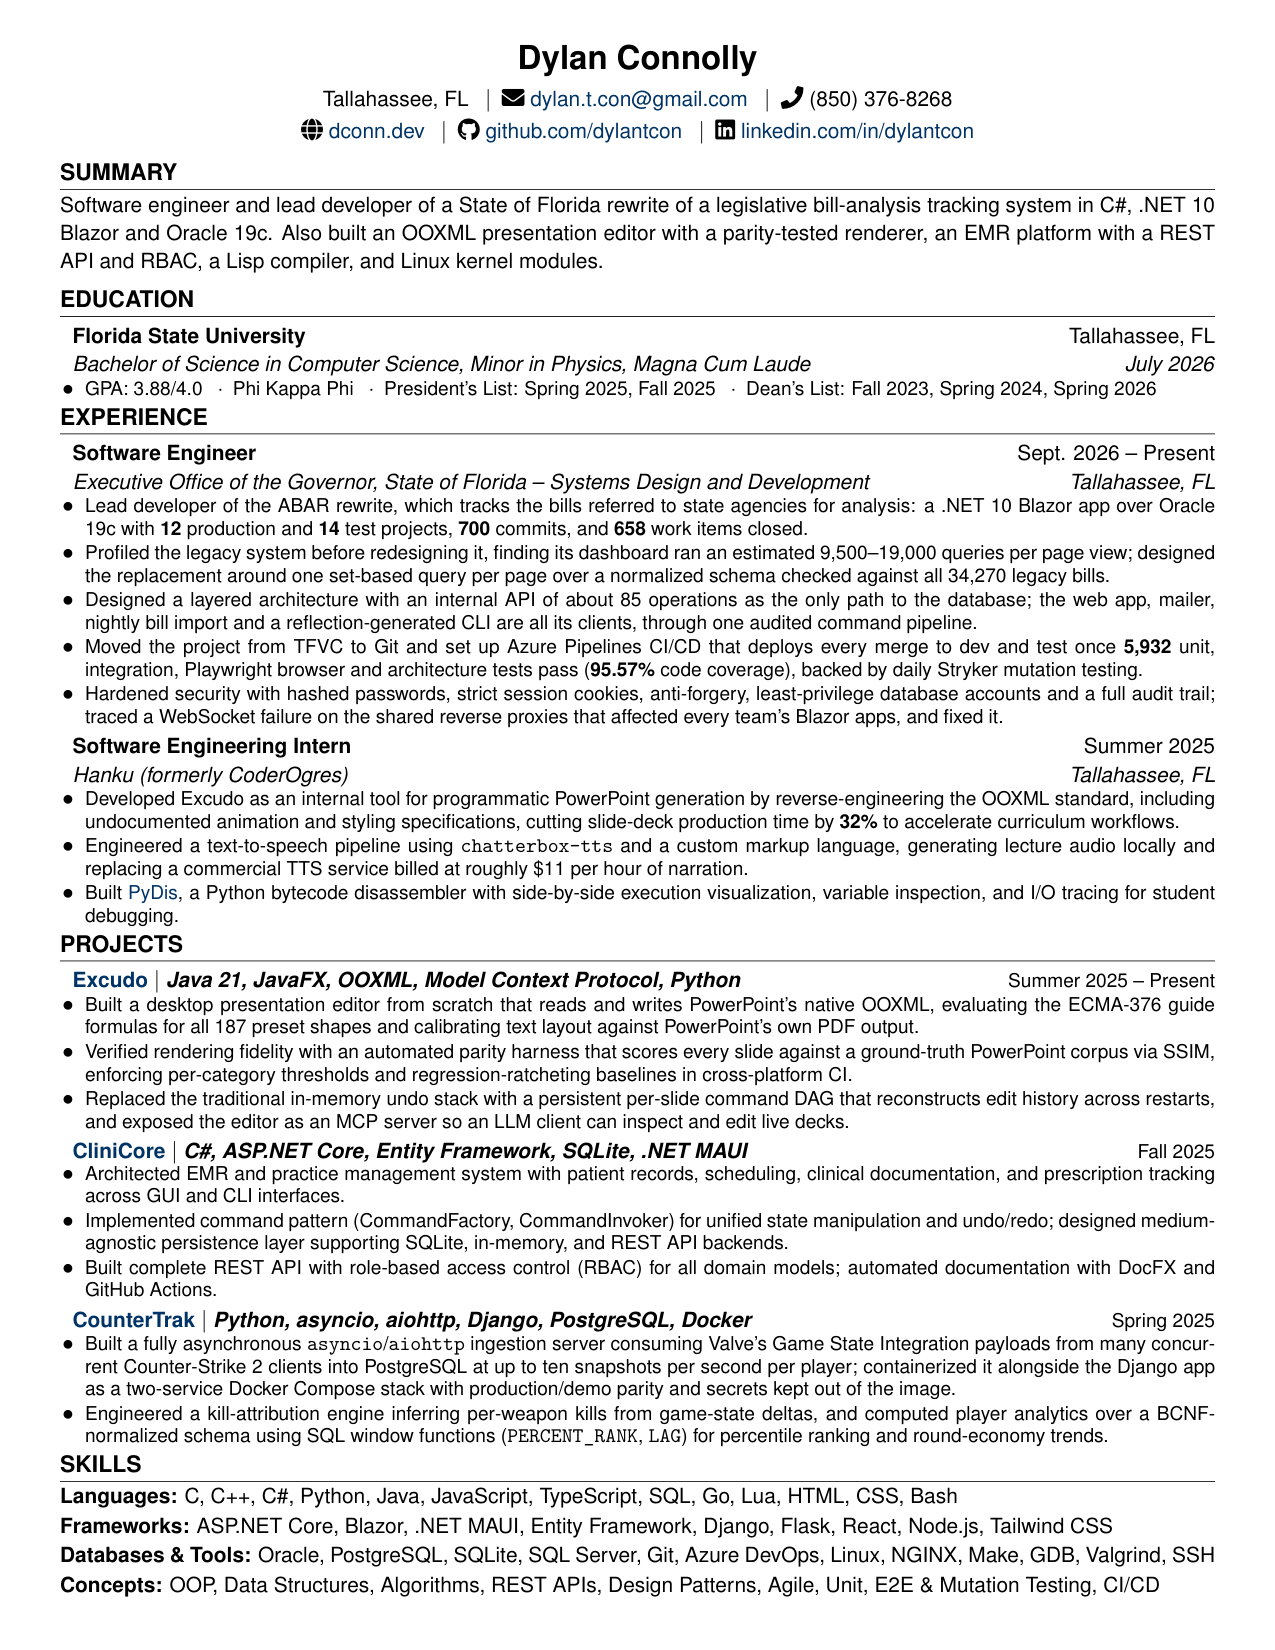 Dylan Connolly
Tallahassee, FL | dylan.t.con@gmail.com | (850) 376-8268
dconn.dev | github.com/dylantcon | linkedin.com/in/dylantcon
SUMMARY
Software engineer and lead developer of a State of Florida rewrite of a legislative bill-analysis tracking system in C#, .NET 10
Blazor and Oracle 19c. Also built an OOXML presentation editor with a parity-tested renderer, an EMR platform with a REST
API and RBAC, a Lisp compiler, and Linux kernel modules.
EDUCATION
Florida State University Tallahassee, FL
Bachelor of Science in Computer Science, Minor in Physics, Magna Cum Laude July 2026
● GPA: 3.88/4.0 · Phi Kappa Phi · President's List: Spring 2025, Fall 2025 · Dean's List: Fall 2023, Spring 2024, Spring 2026
EXPERIENCE
Software Engineer Sept. 2026 – Present
Executive Office of the Governor, State of Florida – Systems Design and Development Tallahassee, FL
● Lead developer of the ABAR rewrite, which tracks the bills referred to state agencies for analysis: a .NET 10 Blazor app over Oracle
19c with 12 production and 14 test projects, 700 commits, and 658 work items closed.
● Profiled the legacy system before redesigning it, finding its dashboard ran an estimated 9,500–19,000 queries per page view; designed
the replacement around one set-based query per page over a normalized schema checked against all 34,270 legacy bills.
● Designed a layered architecture with an internal API of about 85 operations as the only path to the database; the web app, mailer,
nightly bill import and a reflection-generated CLI are all its clients, through one audited command pipeline.
● Moved the project from TFVC to Git and set up Azure Pipelines CI/CD that deploys every merge to dev and test once 5,932 unit,
integration, Playwright browser and architecture tests pass (95.57% code coverage), backed by daily Stryker mutation testing.
● Hardened security with hashed passwords, strict session cookies, anti-forgery, least-privilege database accounts and a full audit trail;
traced a WebSocket failure on the shared reverse proxies that affected every team's Blazor apps, and fixed it.
Software Engineering Intern Summer 2025
Hanku (formerly CoderOgres) Tallahassee, FL
● Developed Excudo as an internal tool for programmatic PowerPoint generation by reverse-engineering the OOXML standard, including
undocumented animation and styling specifications, cutting slide-deck production time by 32% to accelerate curriculum workflows.
● Engineered a text-to-speech pipeline using chatterbox-tts and a custom markup language, generating lecture audio locally and
replacing a commercial TTS service billed at roughly $11 per hour of narration.
● Built PyDis, a Python bytecode disassembler with side-by-side execution visualization, variable inspection, and I/O tracing for student
debugging.
PROJECTS
Excudo | Java 21, JavaFX, OOXML, Model Context Protocol, Python Summer 2025 – Present
● Built a desktop presentation editor from scratch that reads and writes PowerPoint's native OOXML, evaluating the ECMA-376 guide
formulas for all 187 preset shapes and calibrating text layout against PowerPoint's own PDF output.
● Verified rendering fidelity with an automated parity harness that scores every slide against a ground-truth PowerPoint corpus via SSIM,
enforcing per-category thresholds and regression-ratcheting baselines in cross-platform CI.
● Replaced the traditional in-memory undo stack with a persistent per-slide command DAG that reconstructs edit history across restarts,
and exposed the editor as an MCP server so an LLM client can inspect and edit live decks.
CliniCore | C#, ASP.NET Core, Entity Framework, SQLite, .NET MAUI Fall 2025
● Architected EMR and practice management system with patient records, scheduling, clinical documentation, and prescription tracking
across GUI and CLI interfaces.
● Implemented command pattern (CommandFactory, CommandInvoker) for unified state manipulation and undo/redo; designed medium-
agnostic persistence layer supporting SQLite, in-memory, and REST API backends.
● Built complete REST API with role-based access control (RBAC) for all domain models; automated documentation with DocFX and
GitHub Actions.
CounterTrak | Python, asyncio, aiohttp, Django, PostgreSQL, Docker Spring 2025
● Built a fully asynchronous asyncio/aiohttp ingestion server consuming Valve's Game State Integration payloads from many concur-
rent Counter-Strike 2 clients into PostgreSQL at up to ten snapshots per second per player; containerized it alongside the Django app
as a two-service Docker Compose stack with production/demo parity and secrets kept out of the image.
● Engineered a kill-attribution engine inferring per-weapon kills from game-state deltas, and computed player analytics over a BCNF-
normalized schema using SQL window functions (PERCENT_RANK, LAG) for percentile ranking and round-economy trends.
SKILLS
Languages: C, C++, C#, Python, Java, JavaScript, TypeScript, SQL, Go, Lua, HTML, CSS, Bash
Frameworks: ASP.NET Core, Blazor, .NET MAUI, Entity Framework, Django, Flask, React, Node.js, Tailwind CSS
Databases & Tools: Oracle, PostgreSQL, SQLite, SQL Server, Git, Azure DevOps, Linux, NGINX, Make, GDB, Valgrind, SSH
Concepts: OOP, Data Structures, Algorithms, REST APIs, Design Patterns, Agile, Unit, E2E & Mutation Testing, CI/CD